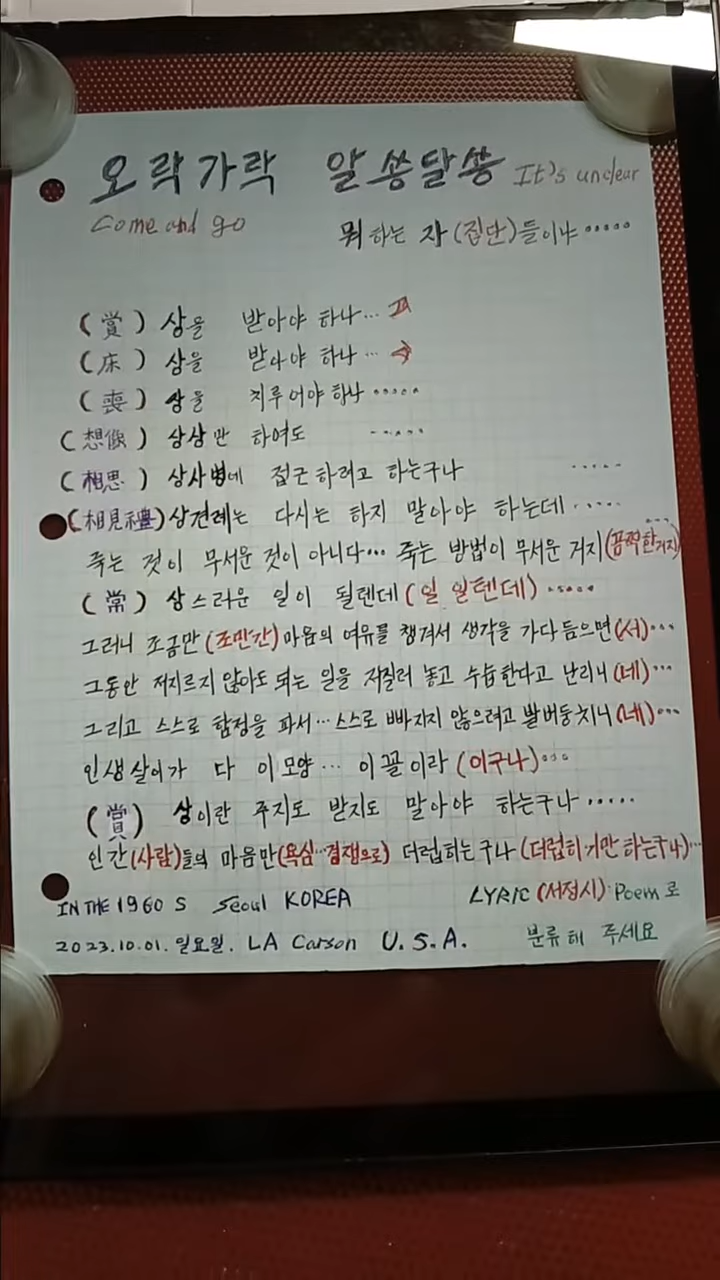 오락가락 알쏭달쏭 It's unclear
Come and go 뭐하는 자(집단)들이냐 .....
(賞) 상을 받아야 하나...
(床) 상을 받아야 하나...
(喪) 상을 치루어야 하나 .....
(想像) 상상만 하여도 .....
(相思) 상사병에 접근하려고 하는구나 .....
(相見禮) 상견례는 다시는 하지 말아야 하는데 .....
죽는 것이 무서운 것이 아니다... 죽는 방법이 무서운 거지(끔찍한거지)
(常) 상스러운 일이 될텐데(일 일텐데) .....
그러니 조금만(조만간)마음의 여유를 챙겨서 생각을 가다듬으면(서)...
그동안 저지르지 않아도 되는 일을 저질러 놓고 수습한다고 난리니(네)...
그리고 스스로 함정을 파서...스스로 빠지지 않으려고 발버둥치니(네)...
인생살이가 다 이모양... 이꼴이라 (이구나)...
(賞) 상이란 주지도 받지도 말아야 하는구나 .....
인간(사람)들의 마음만(욕심..경쟁으로) 더럽히는구나(더럽히기만 하는구나)...
IN THE 1960 S Seoul KOREA LYRIC (서정시) Poem로
2023.10.01. 일요일. LA Carson U.S.A. 분류해 주세요